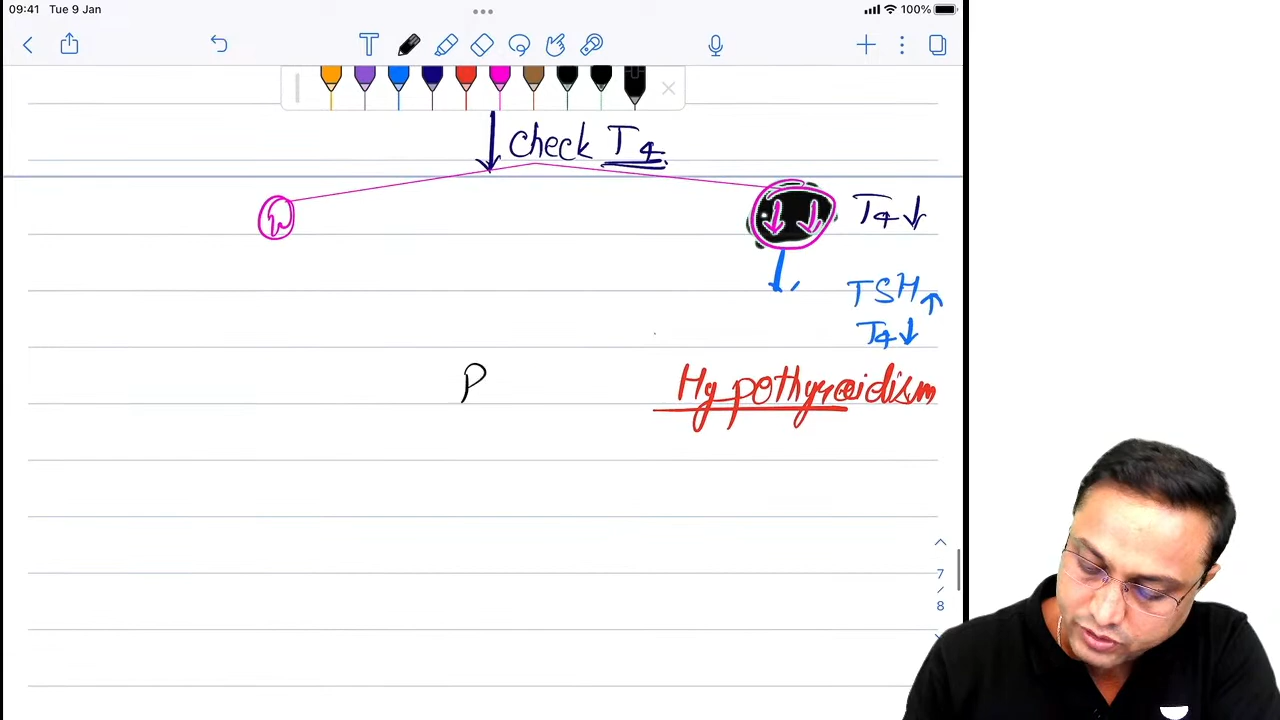 09:41 Tue 9 Jan
100%
T
Check T4
N
T4↓
↓ ↓
TSH↑
T4↓
P
Hypothyroidism
7
/
8